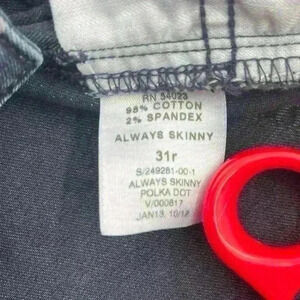 RN 54023
98% COTTON
2% SPANDEX
ALWAYS SKINNY
31r
S/249281-00-1
ALWAYS SKINNY
POLKA DOT
V/000817
JAN13, 10/12